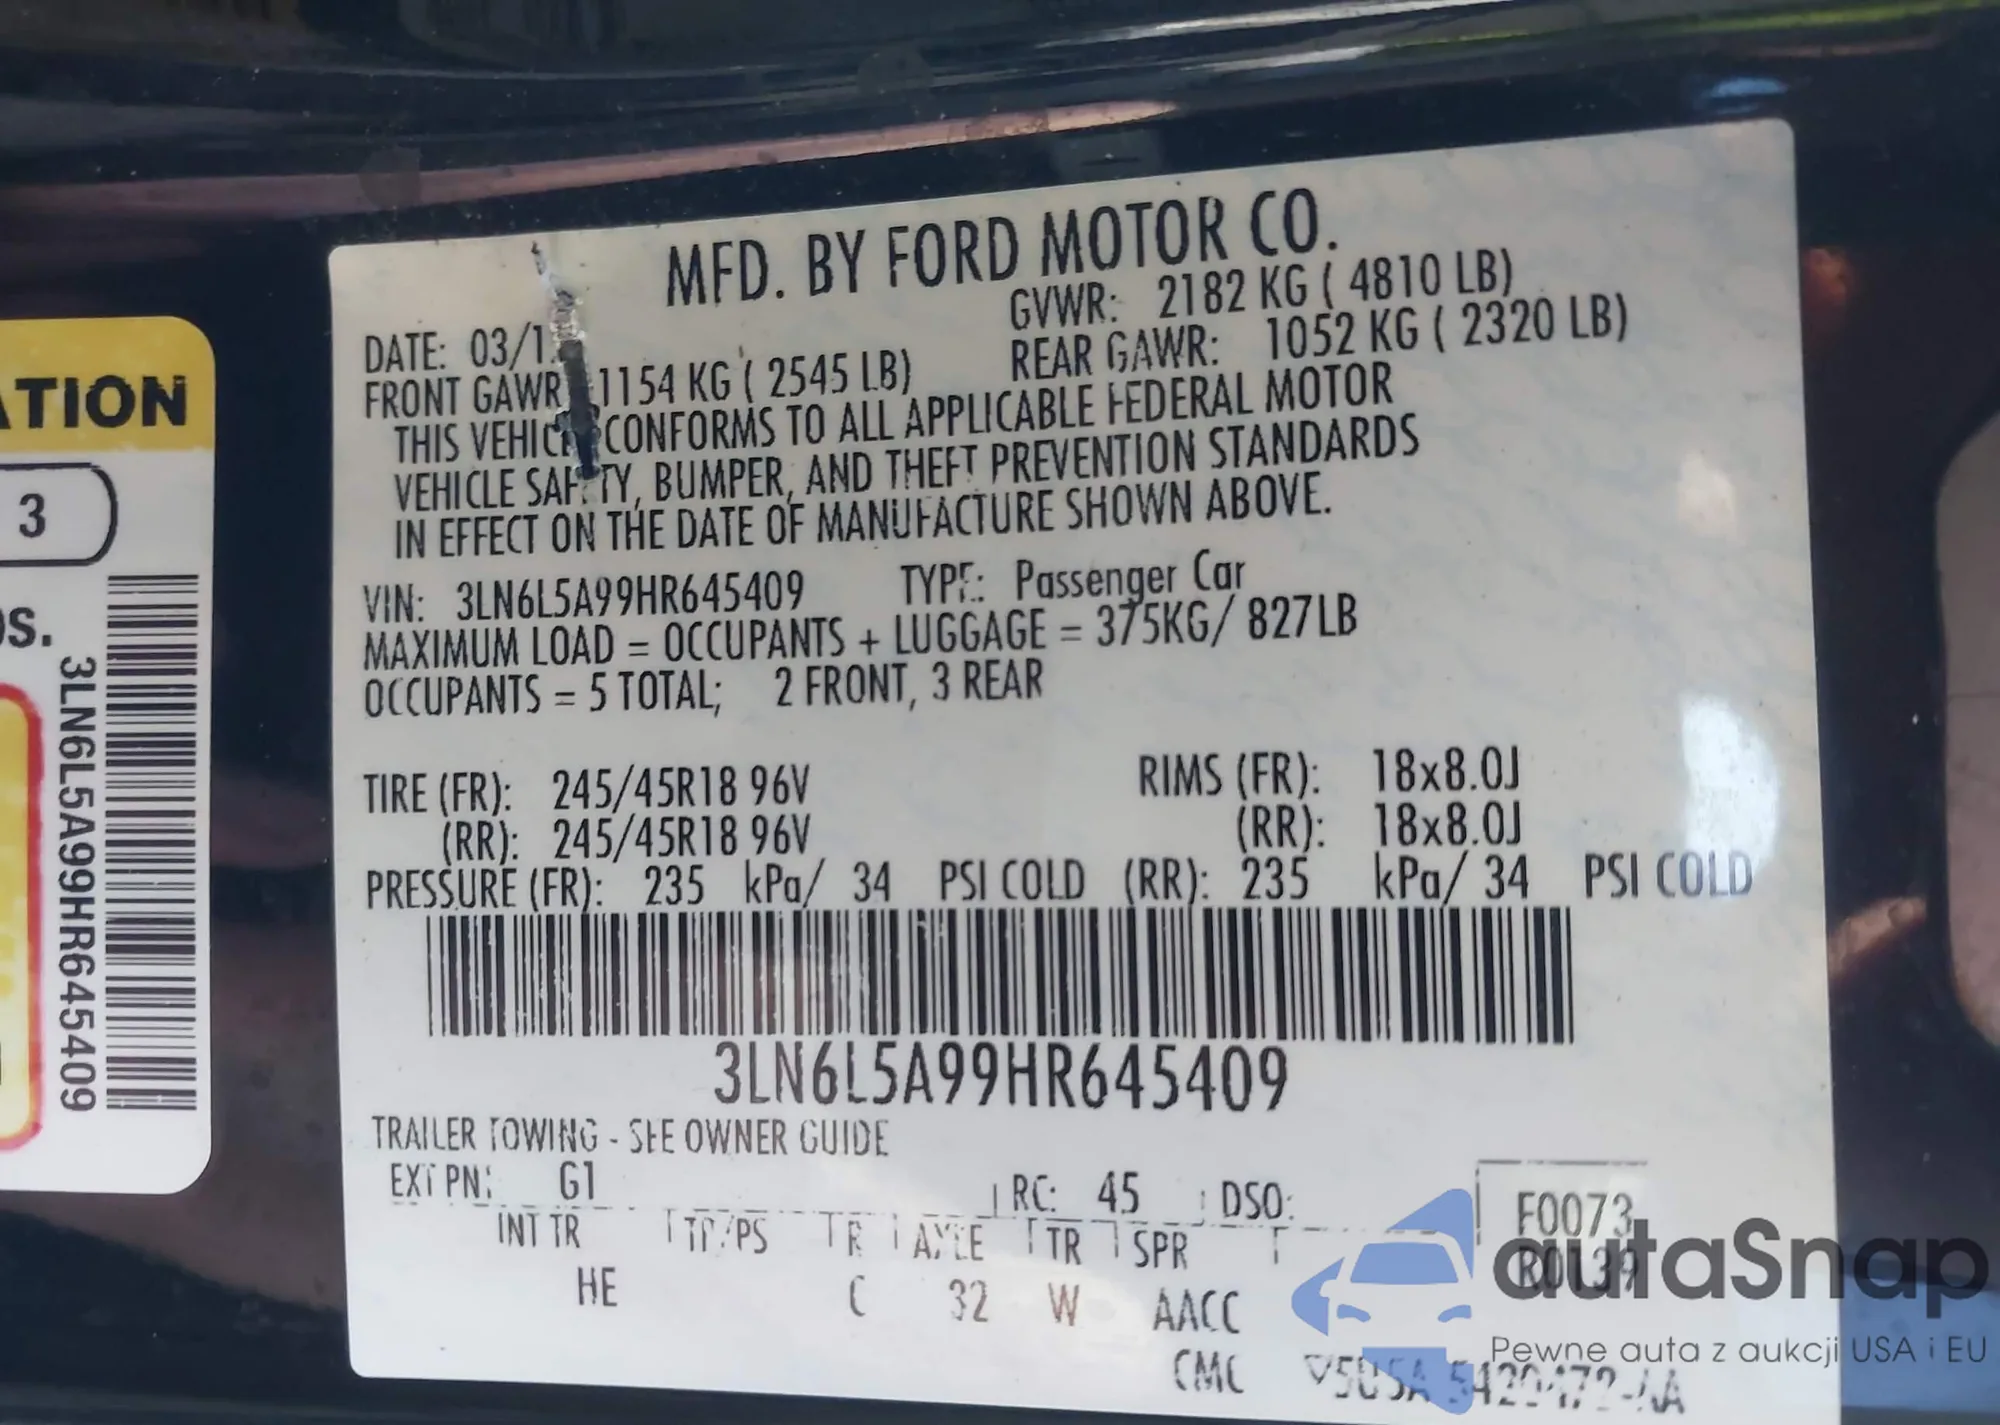 ATION
3
3LN6L5A99HR645409
MFD. BY FORD MOTOR CO.
DATE: 03/1 GVWR: 2182 KG ( 4810 LB)
FRONT GAWR 1154 KG ( 2545 LB) REAR GAWR: 1052 KG ( 2320 LB)
THIS VEHICLE CONFORMS TO ALL APPLICABLE FEDERAL MOTOR
VEHICLE SAFETY, BUMPER, AND THEFT PREVENTION STANDARDS
IN EFFECT ON THE DATE OF MANUFACTURE SHOWN ABOVE.
VIN: 3LN6L5A99HR645409 TYPE: Passenger Car
MAXIMUM LOAD = OCCUPANTS + LUGGAGE = 375KG/ 827LB
OCCUPANTS = 5 TOTAL; 2 FRONT, 3 REAR
TIRE (FR): 245/45R18 96V RIMS (FR): 18x8.0J
(RR): 245/45R18 96V (RR): 18x8.0J
PRESSURE (FR): 235 kPa/ 34 PSI COLD (RR): 235 kPa/ 34 PSI COLD
3LN6L5A99HR645409
TRAILER TOWING - SEE OWNER GUIDE
EXT PN: G1 RC: 45 DSO:
INT TR TP/PS R AXLE TR SPR
HE C 32 W AACC
F0073
R0139
CMC
autaSnap
Pewne auta z aukcji USA i EU